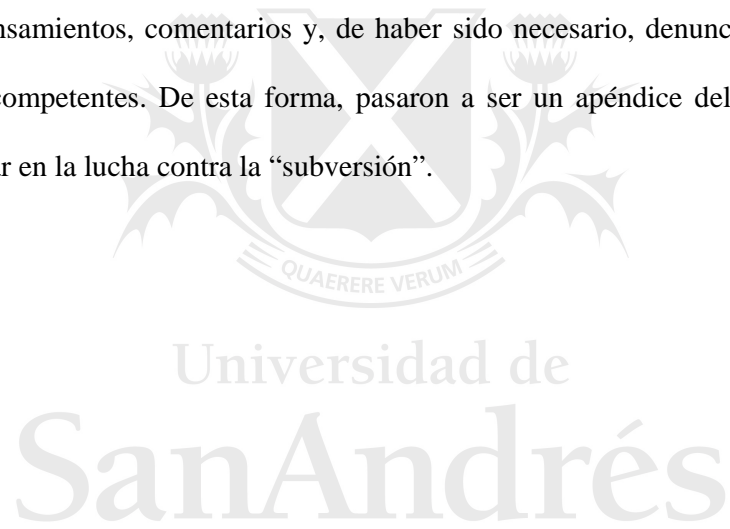 nsamientos, comentarios y, de haber sido necesario, denunc
competentes. De esta forma, pasaron a ser un apéndice del
r en la lucha contra la “subversión”.
QUAERERE VERUM
Universidad de
SanAndrés